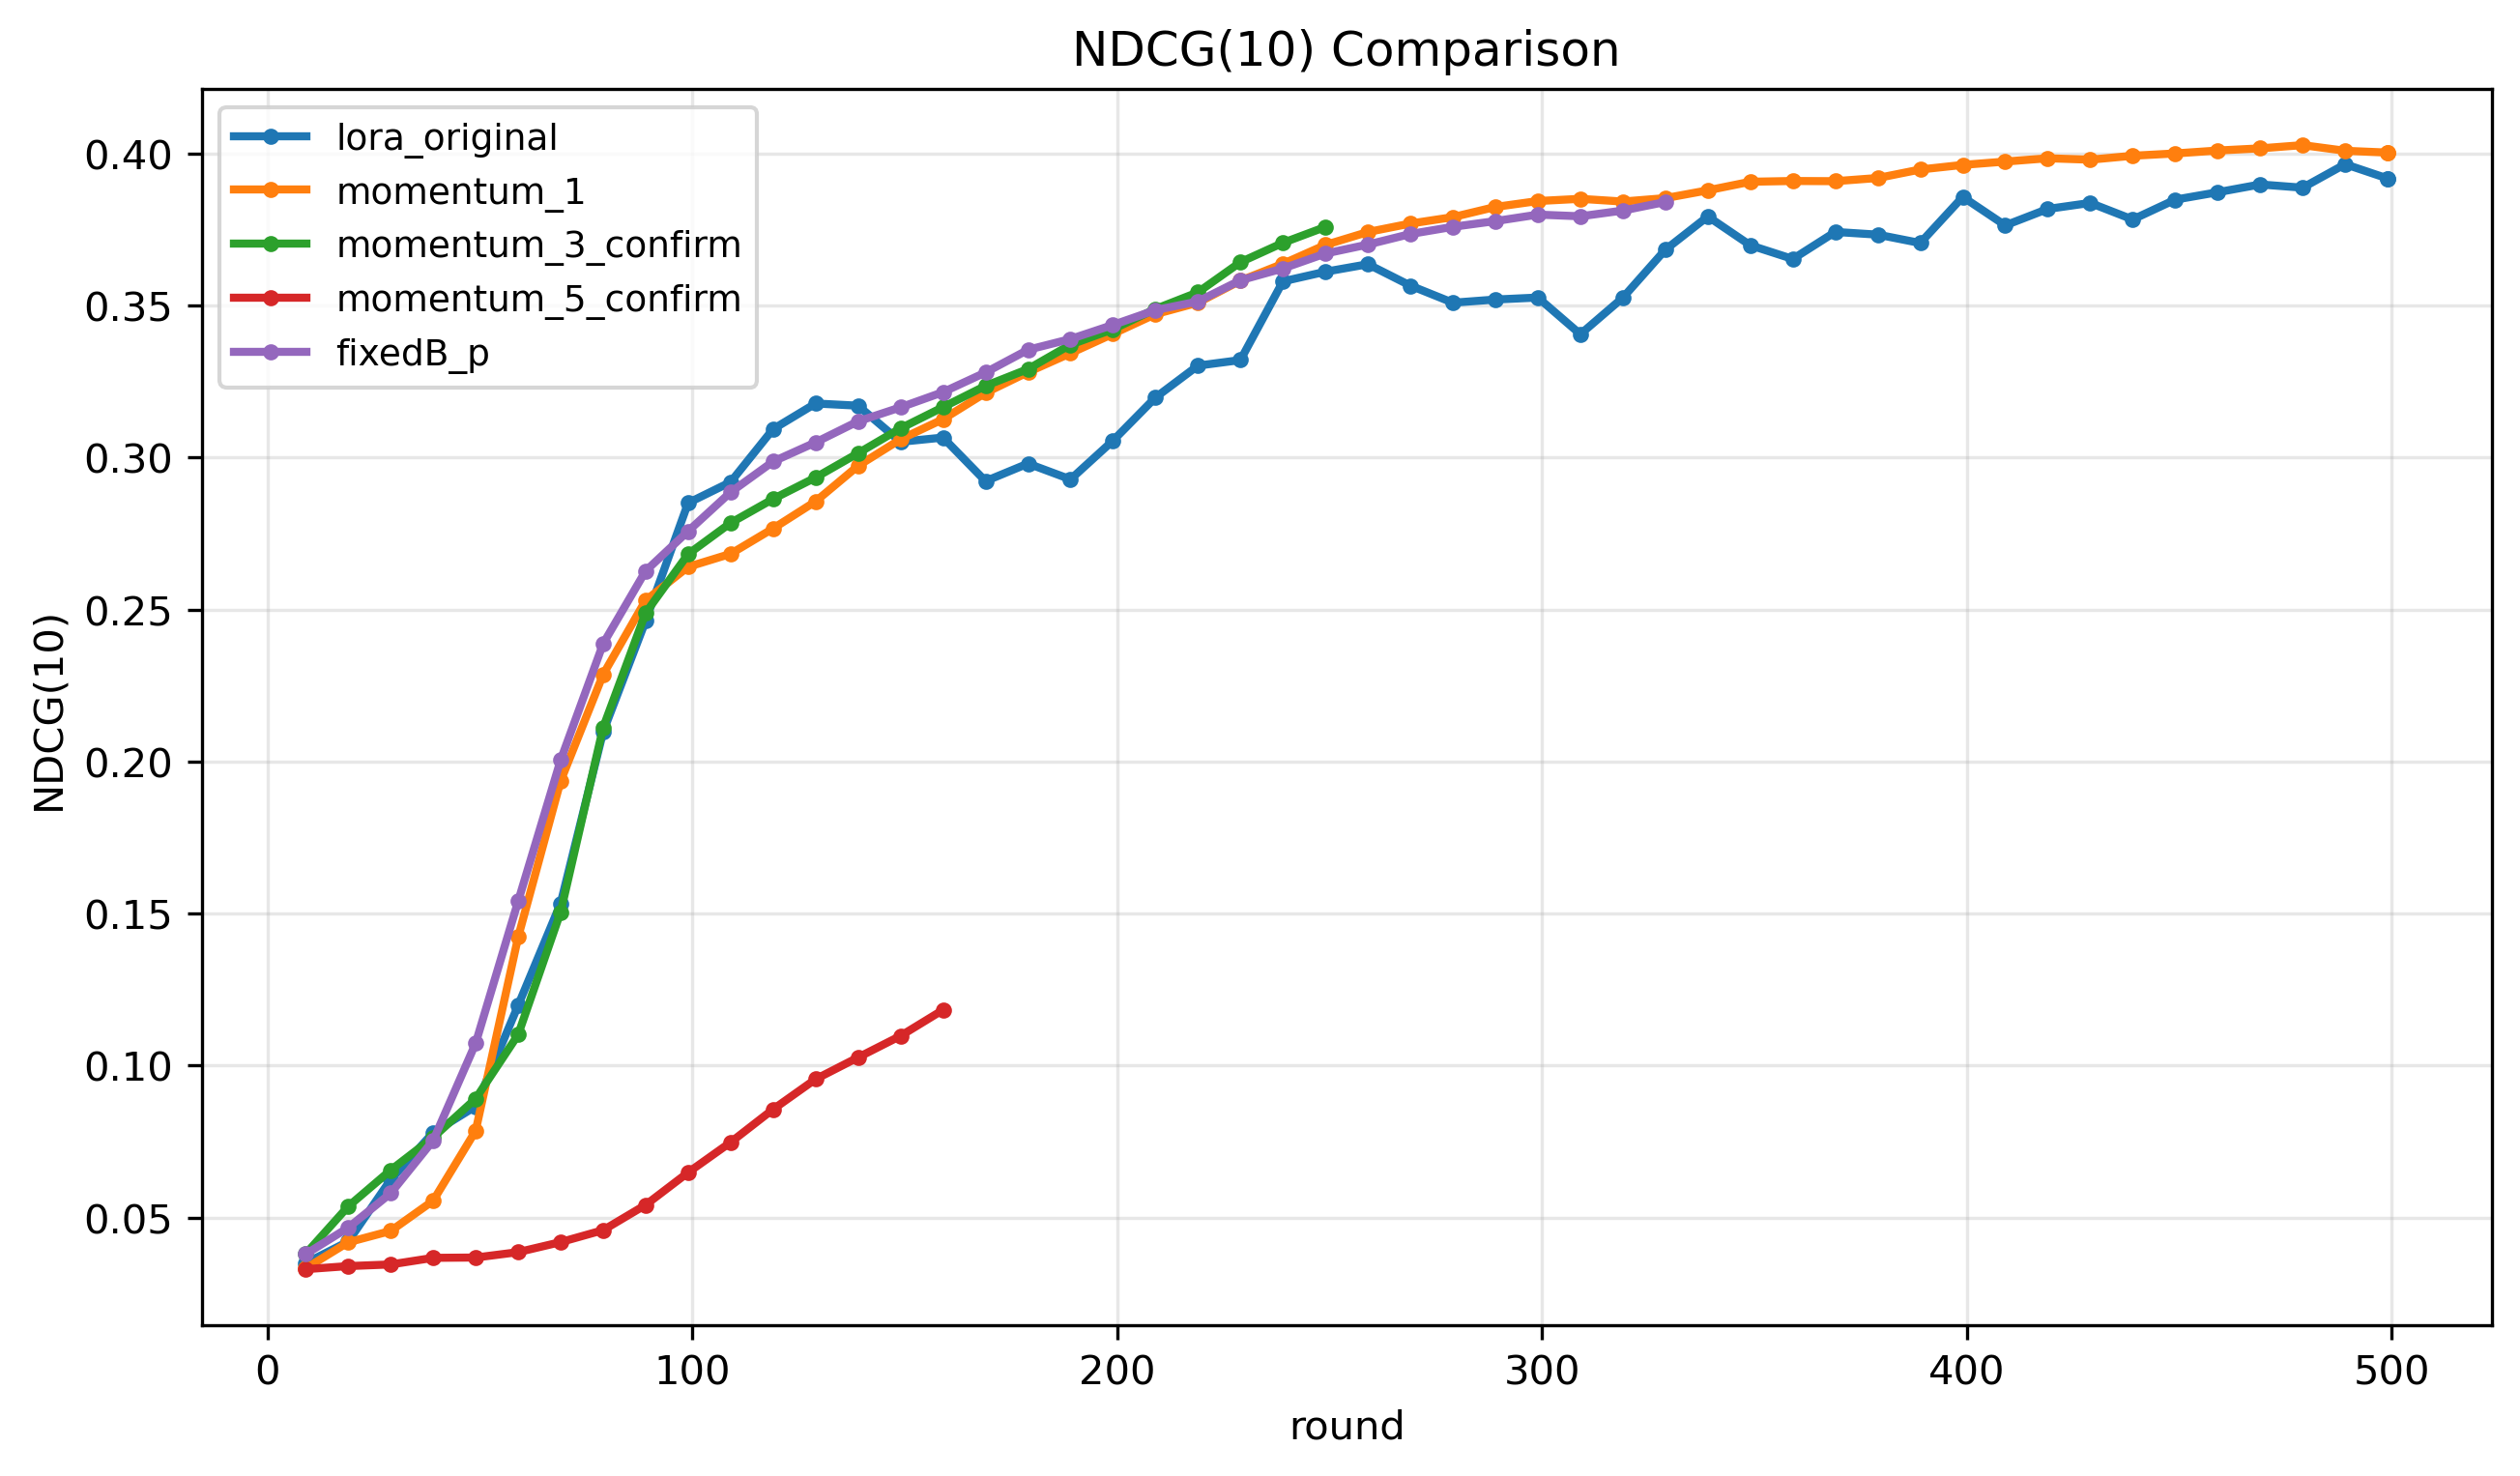 NDCG(10) Comparison
lora_original
momentum_1
momentum_3_confirm
momentum_5_confirm
fixedB_p
NDCG(10)
0.40
0.35
0.30
0.25
0.20
0.15
0.10
0.05
0 100 200 300 400 500
round